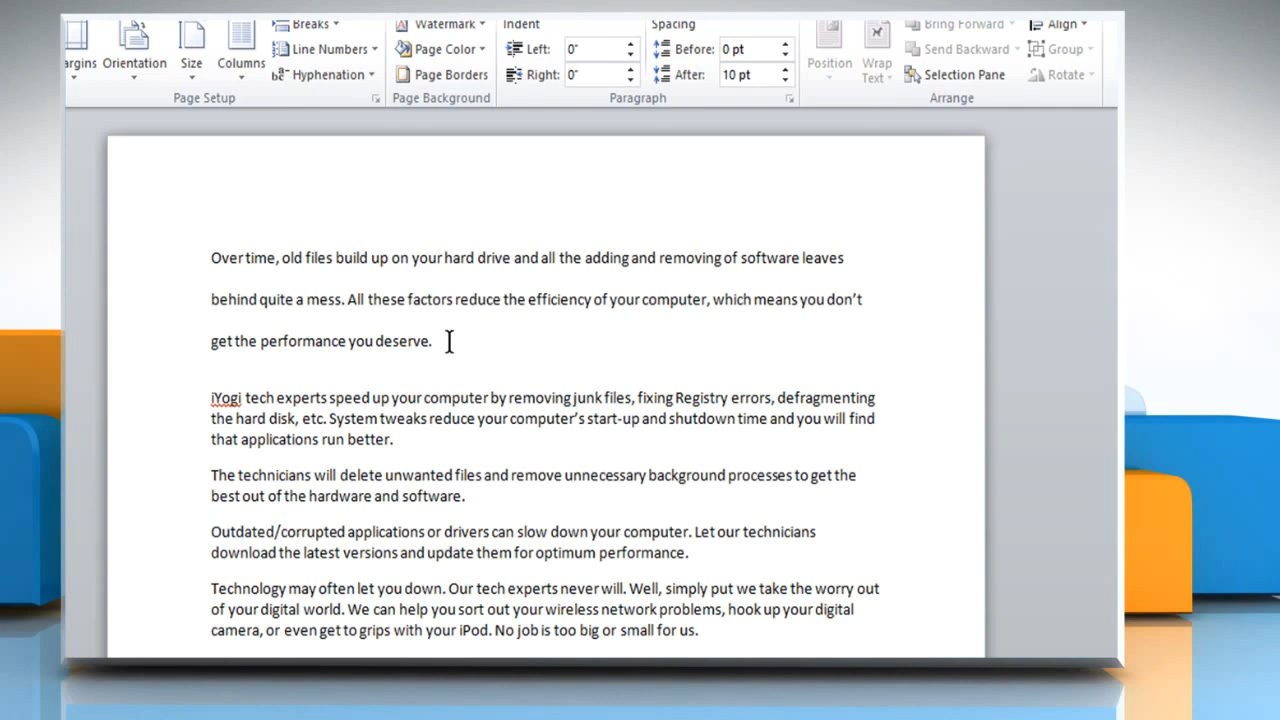 Breaks
Watermark
Indent
Spacing
Bring Forward
Align
Line Numbers
Page Color
Left: 0"
Before: 0 pt
Send Backward
Group
Orientation
Size
Columns
Hyphenation
Page Borders
Right: 0"
After: 10 pt
Position
Wrap
Text
Selection Pane
Rotate
Page Setup
Page Background
Paragraph
Arrange
Over time, old files build up on your hard drive and all the adding and removing of software leaves
behind quite a mess. All these factors reduce the efficiency of your computer, which means you don’t
get the performance you deserve.
iYogi tech experts speed up your computer by removing junk files, fixing Registry errors, defragmenting
the hard disk, etc. System tweaks reduce your computer’s start-up and shutdown time and you will find
that applications run better.
The technicians will delete unwanted files and remove unnecessary background processes to get the
best out of the hardware and software.
Outdated/corrupted applications or drivers can slow down your computer. Let our technicians
download the latest versions and update them for optimum performance.
Technology may often let you down. Our tech experts never will. Well, simply put we take the worry out
of your digital world. We can help you sort out your wireless network problems, hook up your digital
camera, or even get to grips with your iPod. No job is too big or small for us.